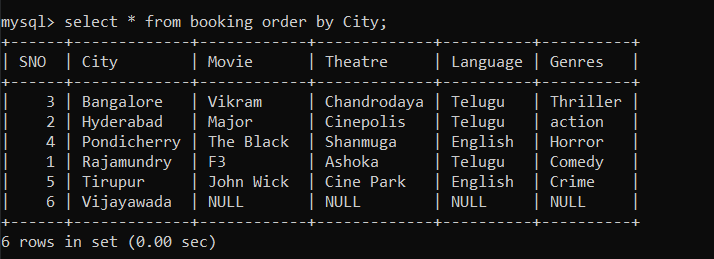 mysql> select * from booking order by City;
+------+-------------+-----------+-------------+----------+----------+
| SNO  | City        | Movie     | Theatre     | Language | Genres   |
+------+-------------+-----------+-------------+----------+----------+
|    3 | Bangalore   | Vikram    | Chandrodaya | Telugu   | Thriller |
|    2 | Hyderabad   | Major     | Cinepolis   | Telugu   | action   |
|    4 | Pondicherry | The Black | Shanmuga    | English  | Horror   |
|    1 | Rajamundry  | F3        | Ashoka      | Telugu   | Comedy   |
|    5 | Tirupur     | John Wick | Cine Park   | English  | Crime    |
|    6 | Vijayawada  | NULL      | NULL        | NULL     | NULL     |
+------+-------------+-----------+-------------+----------+----------+
6 rows in set (0.00 sec)